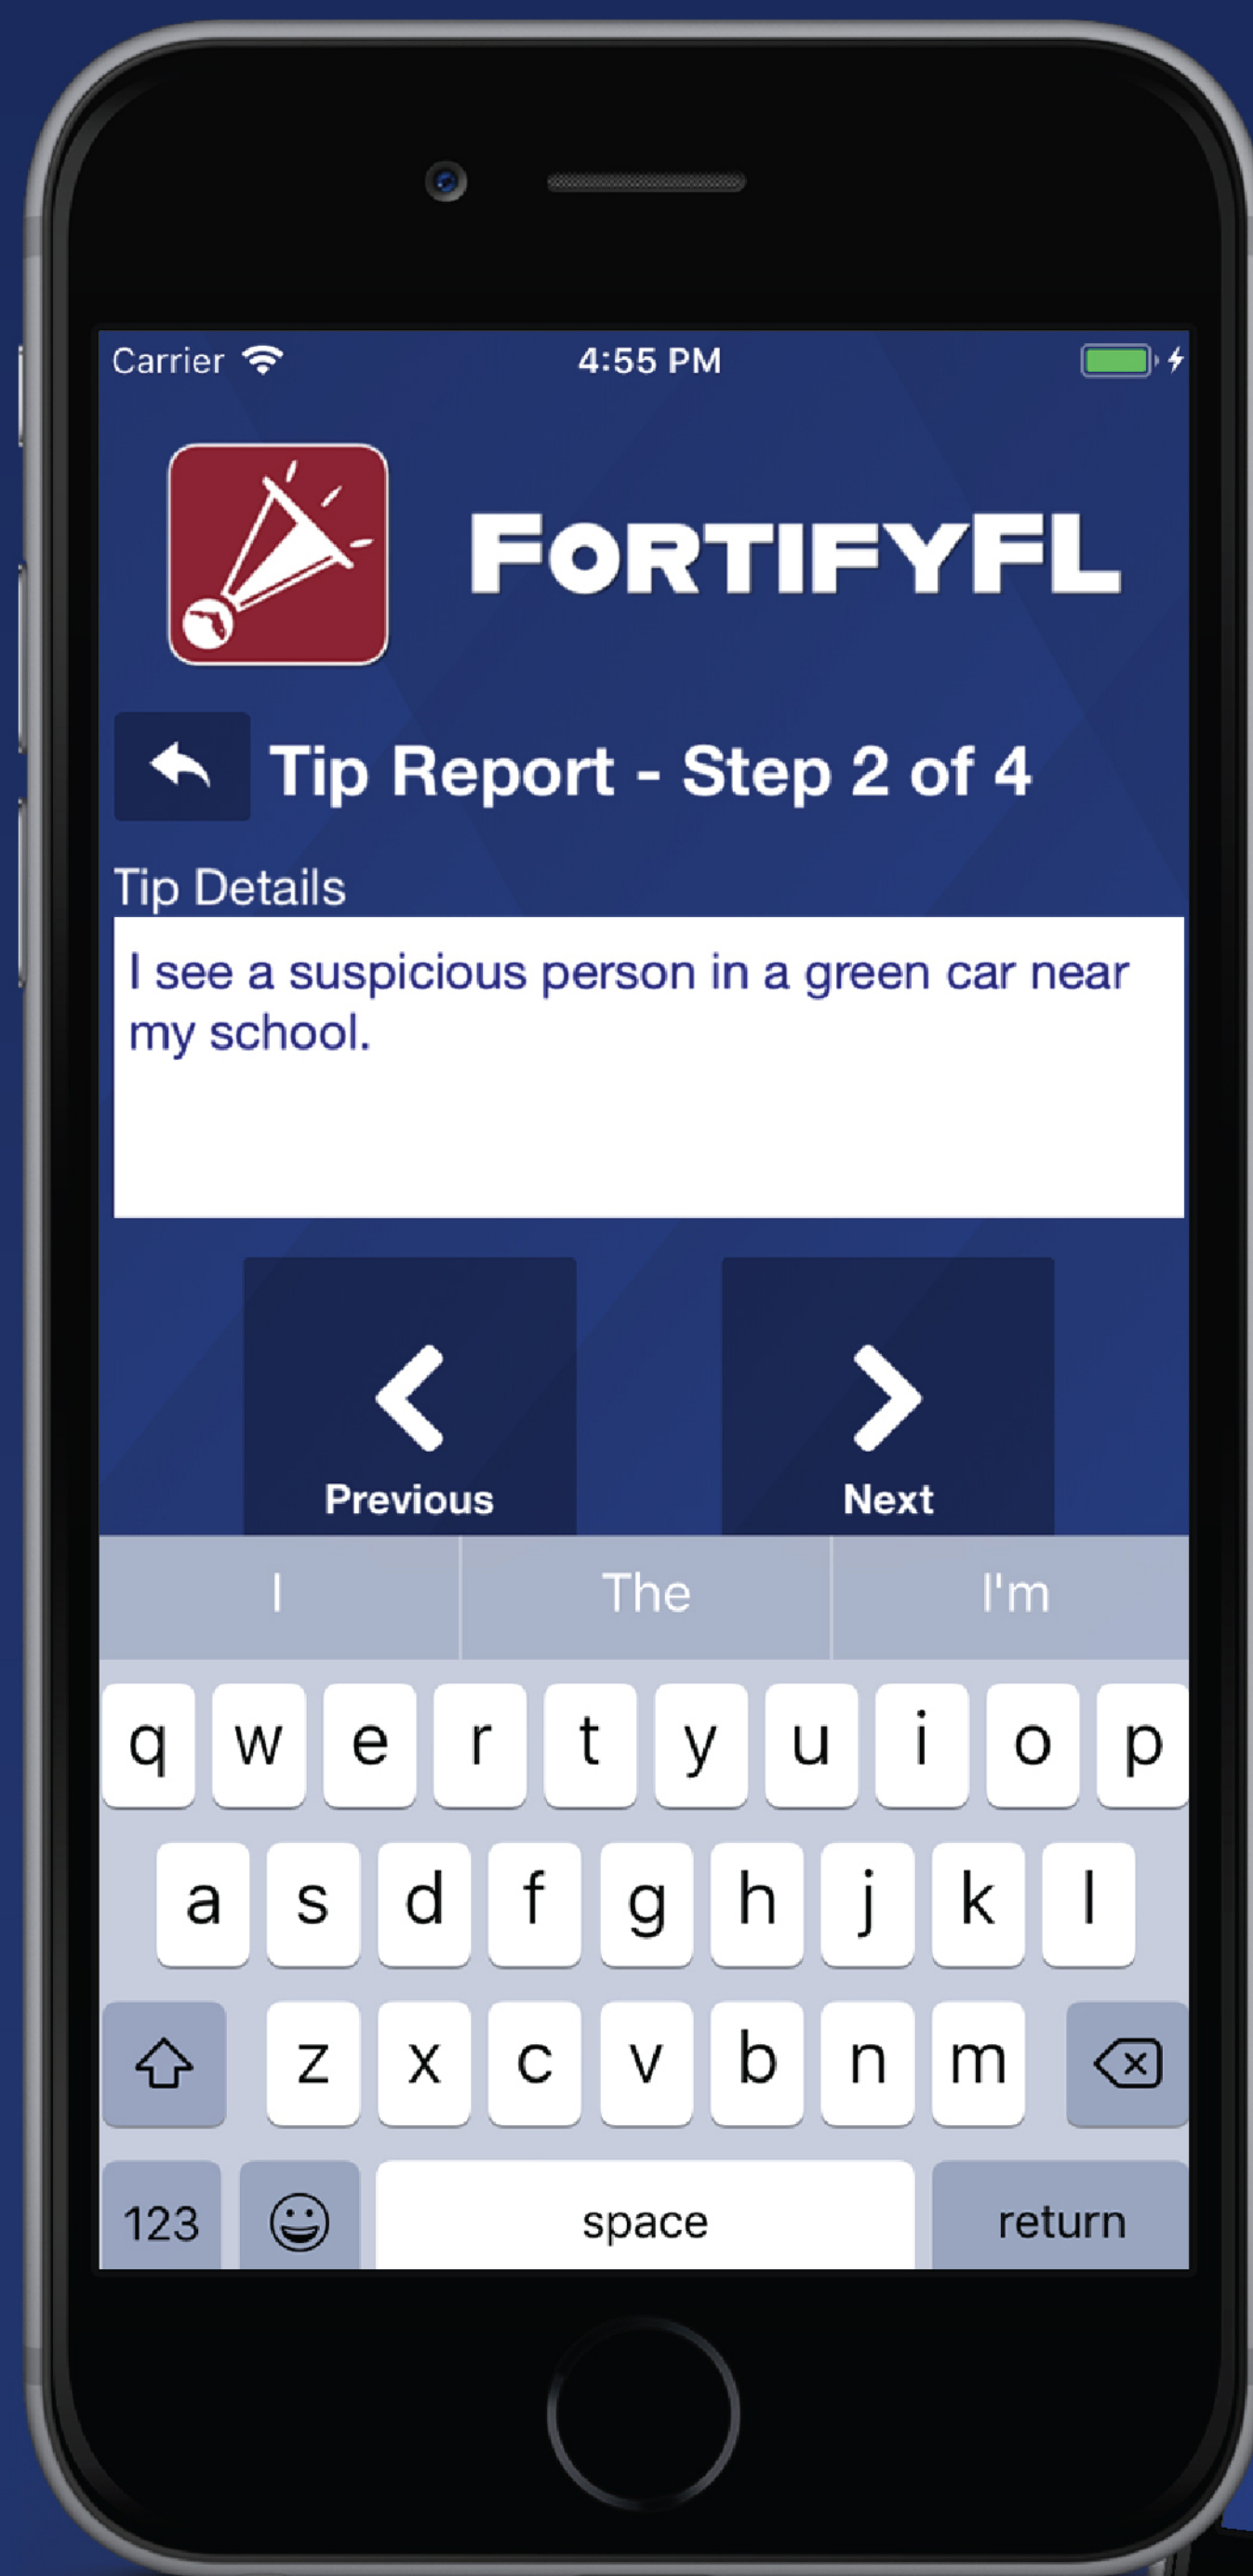 Carrier
4:55 PM
FORTIFYFL
Tip Report - Step 2 of 4
Tip Details
I see a suspicious person in a green car near
my school.
Previous
Next
I The I'm
q w e r t y u i o p
a s d f g h j k l
z x c v b n m
123 space return